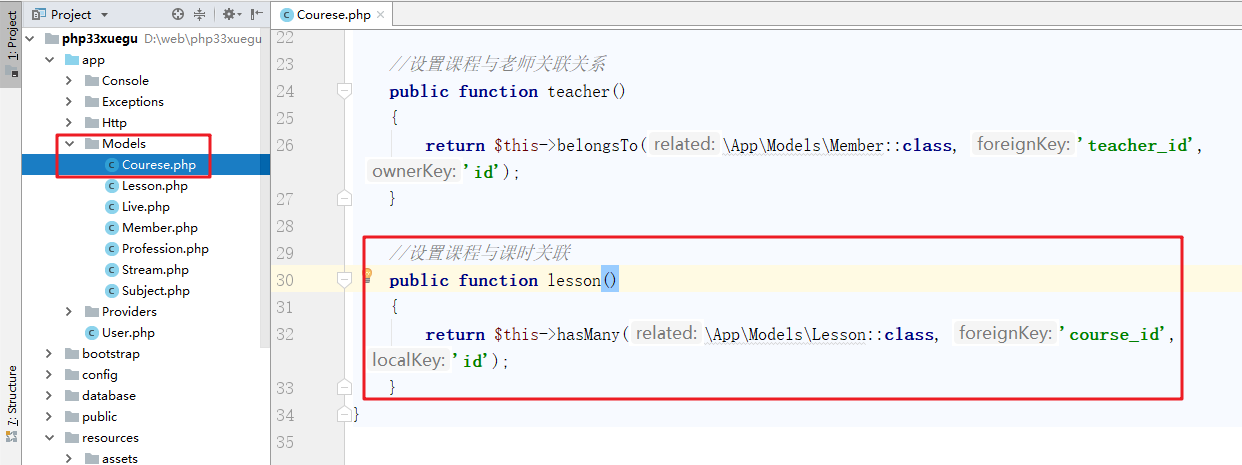 1: Project
7: Structure
Project
php33xuegu D:\web\php33xuegu
app
Console
Exceptions
Http
Models
Courese.php
Lesson.php
Live.php
Member.php
Profession.php
Stream.php
Subject.php
Providers
User.php
bootstrap
config
database
public
resources
assets
Courese.php
22
23 //设置课程与老师关联关系
24 public function teacher()
25 {
26 return $this->belongsTo( related: \App\Models\Member::class, foreignKey: 'teacher_id',
ownerKey: 'id');
27 }
28
29 //设置课程与课时关联
30 public function lesson()
31 {
32 return $this->hasMany( related: \App\Models\Lesson::class, foreignKey: 'course_id',
localKey: 'id');
33 }
34 }
35